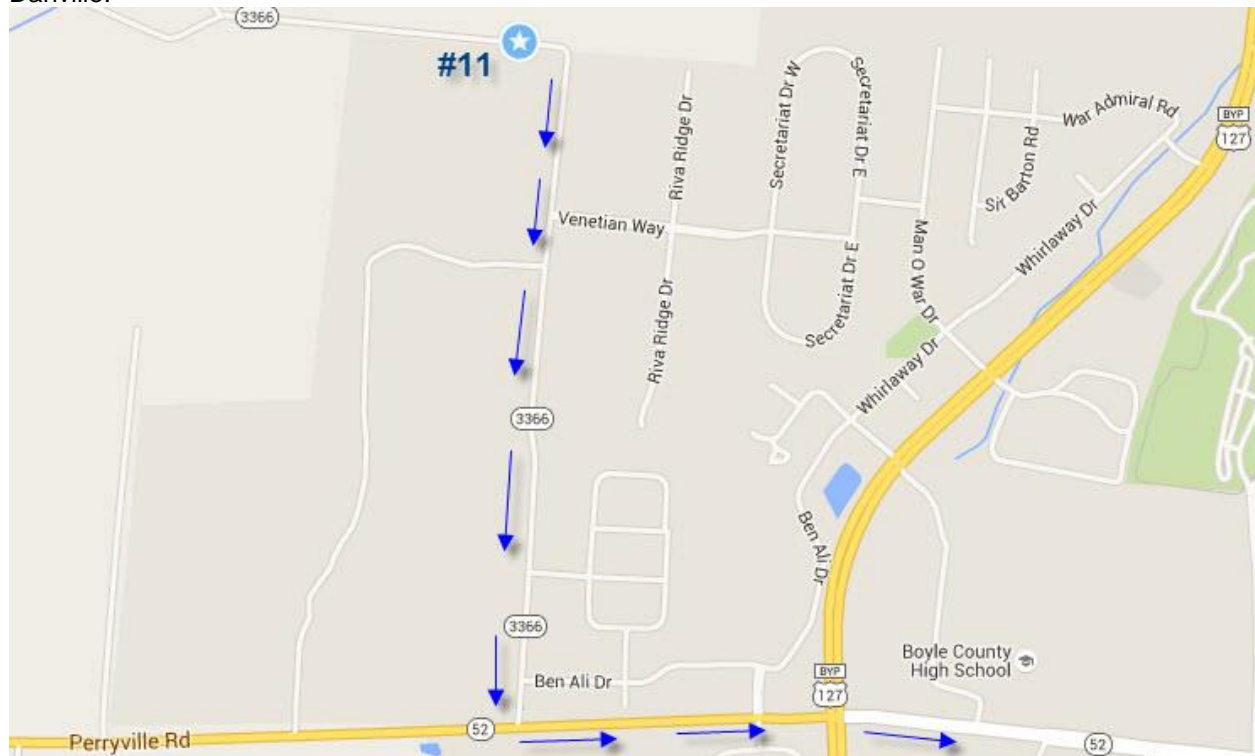 Danville.
3366
#11
Riva Ridge Dr
Secretariat Dr W
Secretariat Dr E
War Admiral Rd
BYP
127
Sir Barton Rd
Venetian Way
Man O War Dr
Whirlaway Dr
Secretariat Dr E
Riva Ridge Dr
Whirlaway Dr
3366
Ben Ali Dr
3366
Boyle County
High School
Ben Ali Dr
BYP
127
52
Perryville Rd
52